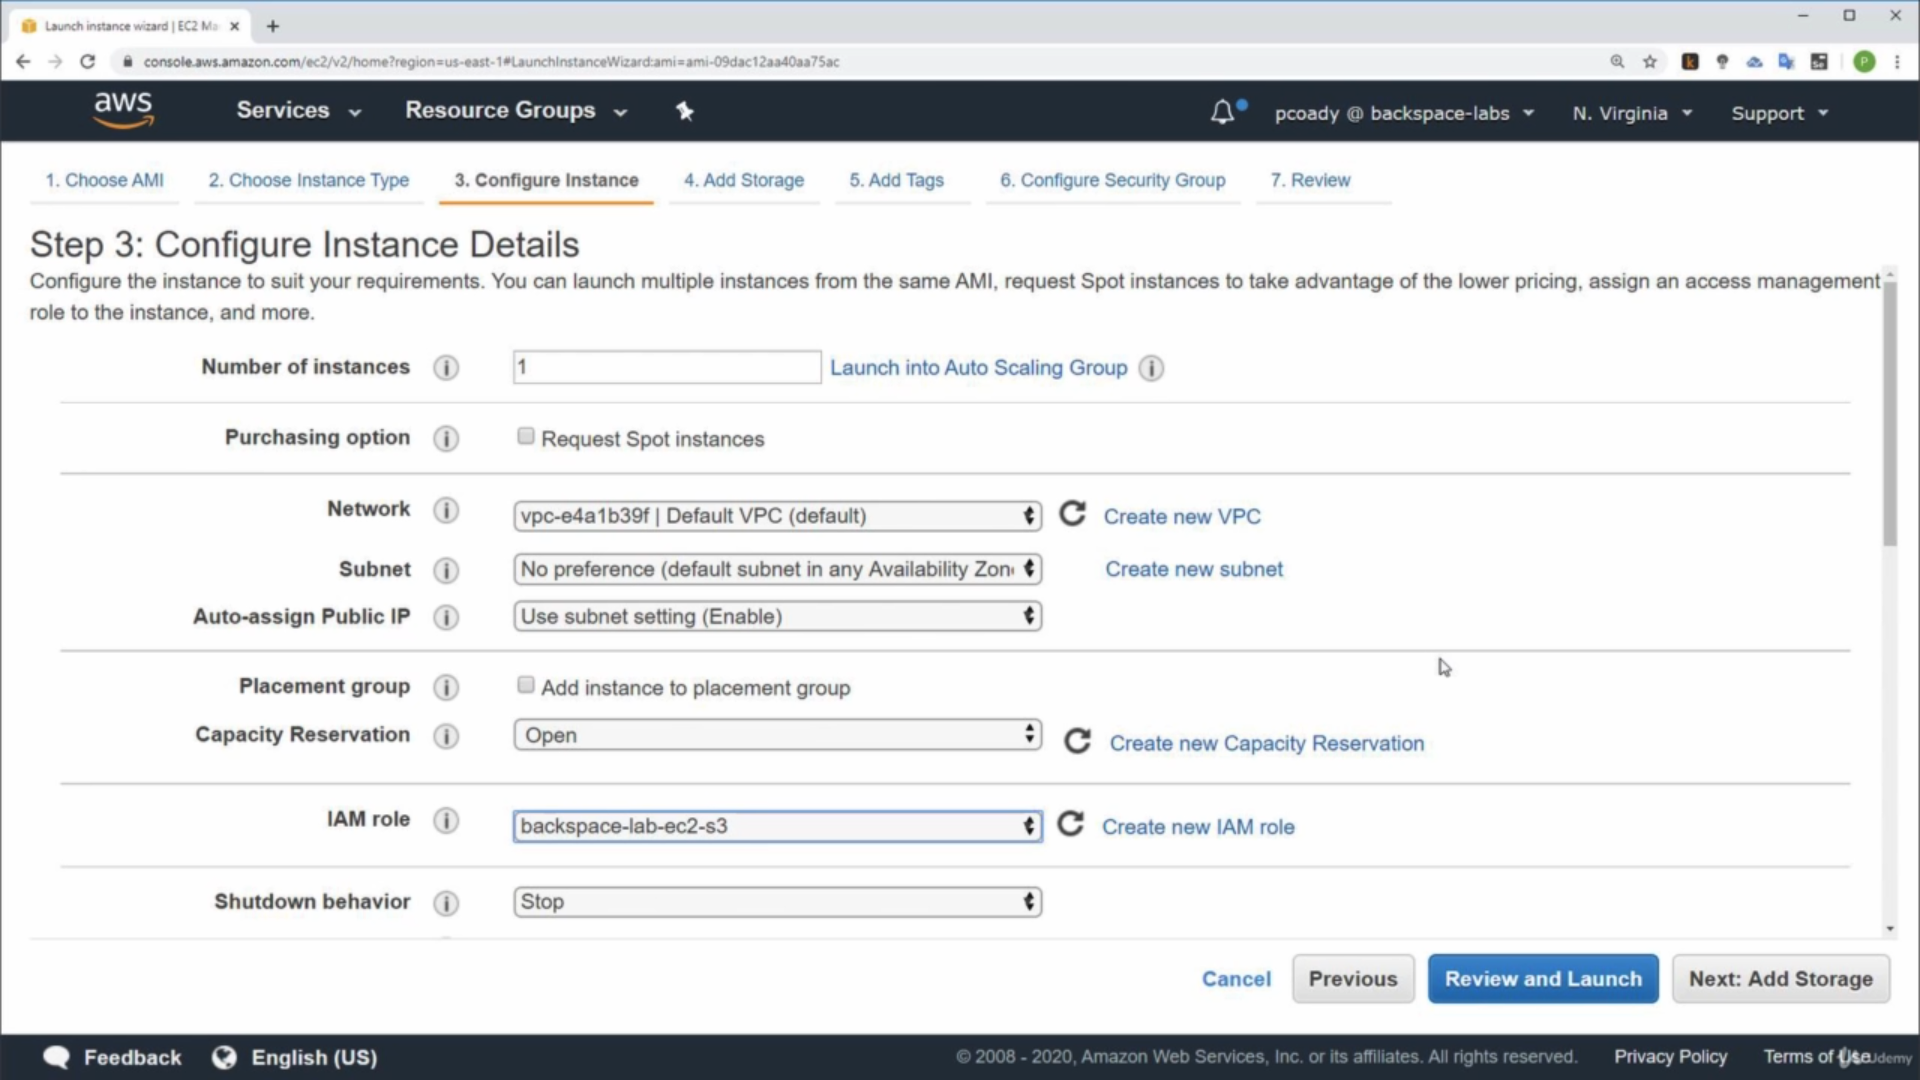 Launch instance wizard | EC2 Ma
console.aws.amazon.com/ec2/v2/home?region=us-east-1#LaunchInstanceWizard:ami=ami-09dac12aa40aa75ac
aws Services Resource Groups pcoady @ backspace-labs N. Virginia Support
1. Choose AMI 2. Choose Instance Type 3. Configure Instance 4. Add Storage 5. Add Tags 6. Configure Security Group 7. Review
Step 3: Configure Instance Details
Configure the instance to suit your requirements. You can launch multiple instances from the same AMI, request Spot instances to take advantage of the lower pricing, assign an access management
role to the instance, and more.
Number of instances 1 Launch into Auto Scaling Group
Purchasing option Request Spot instances
Network vpc-e4a1b39f | Default VPC (default) Create new VPC
Subnet No preference (default subnet in any Availability Zon Create new subnet
Auto-assign Public IP Use subnet setting (Enable)
Placement group Add instance to placement group
Capacity Reservation Open Create new Capacity Reservation
IAM role backspace-lab-ec2-s3 Create new IAM role
Shutdown behavior Stop
Cancel Previous Review and Launch Next: Add Storage
Feedback English (US) © 2008 - 2020, Amazon Web Services, Inc. or its affiliates. All rights reserved. Privacy Policy Terms of Use